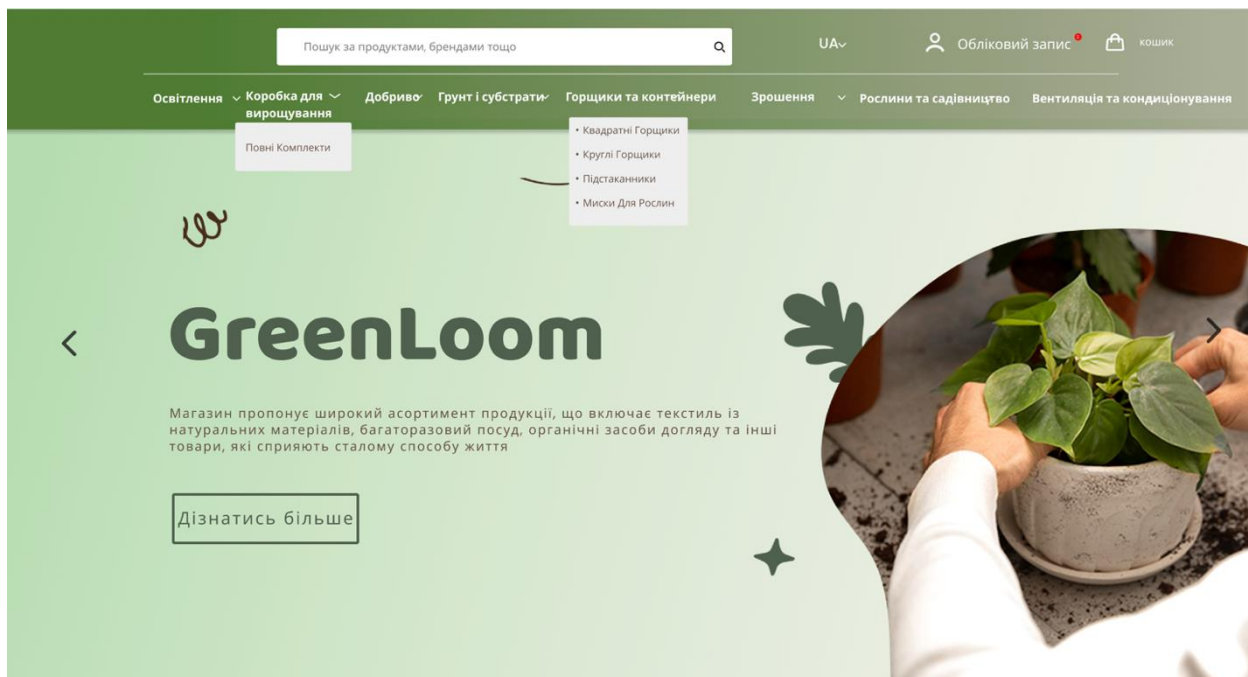 Пошук за продуктами, брендами тощо
UA
Обліковий запис
кошик
Освітлення
Коробка для
вирощування
Добриво
Грунт і субстрати
Горщики та контейнери
Зрошення
Рослини та садівництво
Вентиляція та кондиціонування
Повні Комплекти
• Квадратні Горщики
• Круглі Горщики
• Підстаканники
• Миски Для Рослин
GreenLoom
Магазин пропонує широкий асортимент продукції, що включає текстиль із
натуральних матеріалів, багаторазовий посуд, органічні засоби догляду та інші
товари, які сприяють сталому способу життя
Дізнатись більше